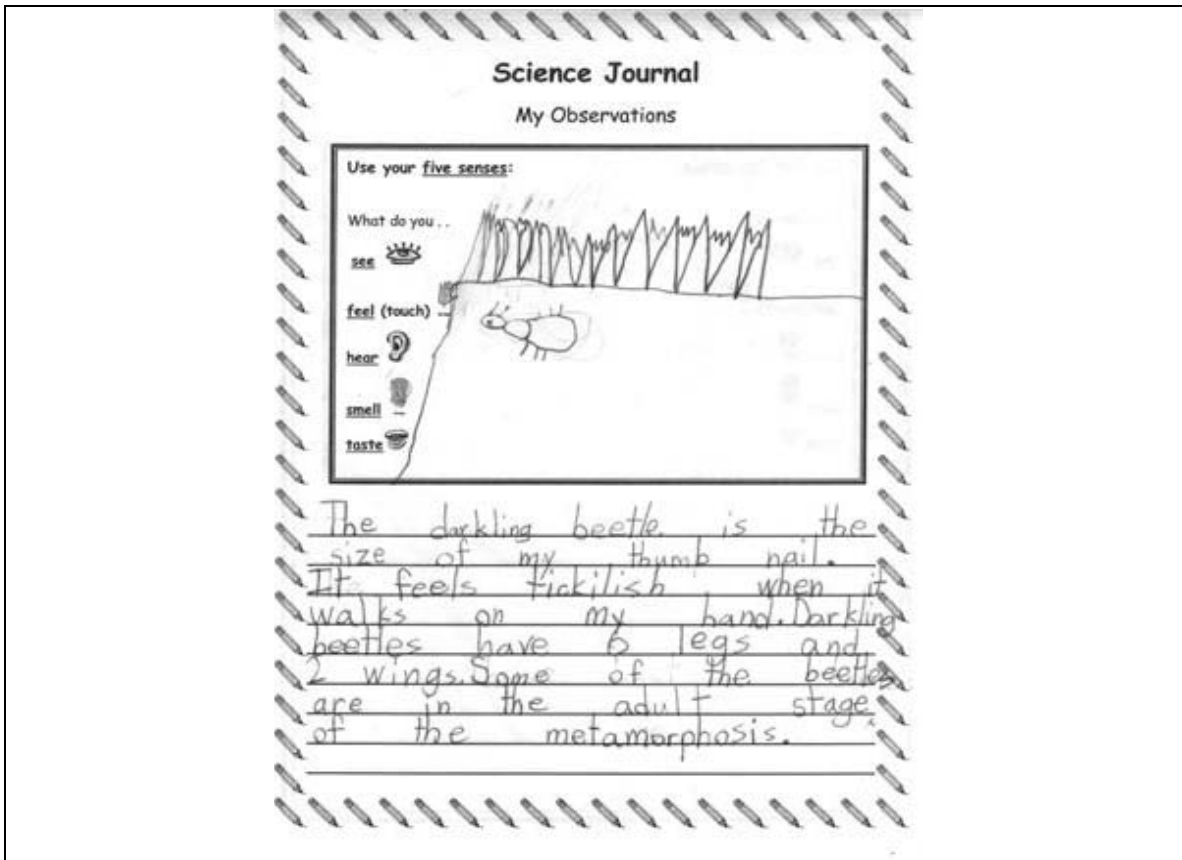 Science Journal
My Observations
Use your five senses:
What do you . .
see
feel (touch) --
hear
smell
taste
The darkling beetle. is the
size of my thumb nail.
It feels tickilish when it
walks on my hand. Darkling
beetles have 6 legs and
2 wings. Some of the beetles
are in the adult stage
of the metamorphosis.